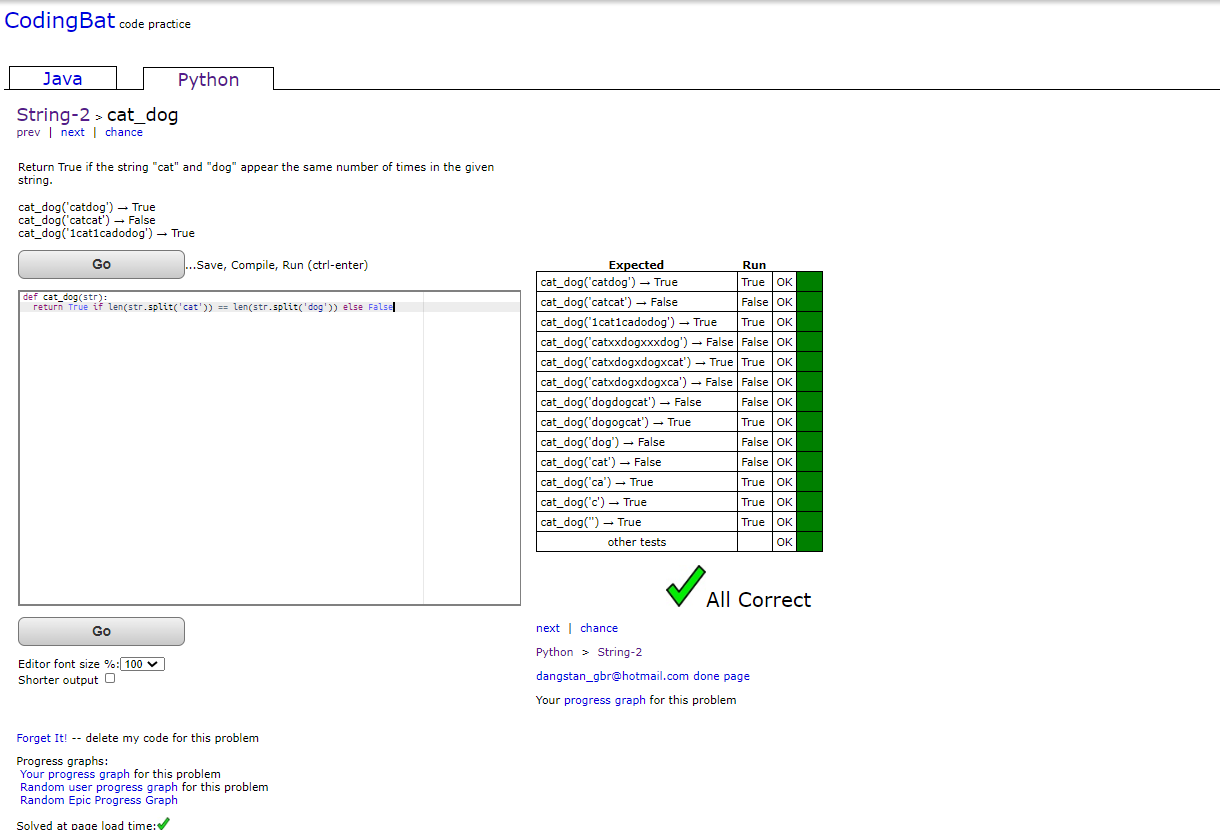 CodingBat code practice
Java Python
String-2 > cat_dog
prev | next | chance
Return True if the string "cat" and "dog" appear the same number of times in the given
string.
cat_dog('catdog') → True
cat_dog('catcat') → False
cat_dog('1cat1cadodog') → True
Go ...Save, Compile, Run (ctrl-enter)
def cat_dog(str):
  return True if len(str.split('cat')) == len(str.split('dog')) else False
Expected Run
cat_dog('catdog') → True True OK
cat_dog('catcat') → False False OK
cat_dog('1cat1cadodog') → True True OK
cat_dog('catxxdogxxxdog') → False False OK
cat_dog('catxdogxdogxcat') → True True OK
cat_dog('catxdogxdogxca') → False False OK
cat_dog('dogdogcat') → False False OK
cat_dog('dogogcat') → True True OK
cat_dog('dog') → False False OK
cat_dog('cat') → False False OK
cat_dog('ca') → True True OK
cat_dog('c') → True True OK
cat_dog('') → True True OK
other tests OK
All Correct
next | chance
Python > String-2
dangstan_gbr@hotmail.com done page
Your progress graph for this problem
Go
Editor font size %: 100
Shorter output
Forget It! -- delete my code for this problem
Progress graphs:
Your progress graph for this problem
Random user progress graph for this problem
Random Epic Progress Graph
Solved at page load time: